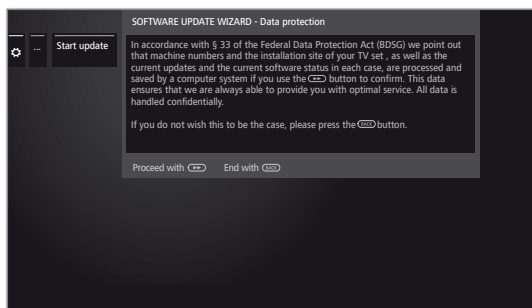 SOFTWARE UPDATE WIZARD - Data protection
... Start update
In accordance with § 33 of the Federal Data Protection Act (BDSG) we point out
that machine numbers and the installation site of your TV set , as well as the
current updates and the current software status in each case, are processed and
saved by a computer system if you use the button to confirm. This data
ensures that we are always able to provide you with optimal service. All data is
handled confidentially.
If you do not wish this to be the case, please press the BACK button.
Proceed with End with BACK